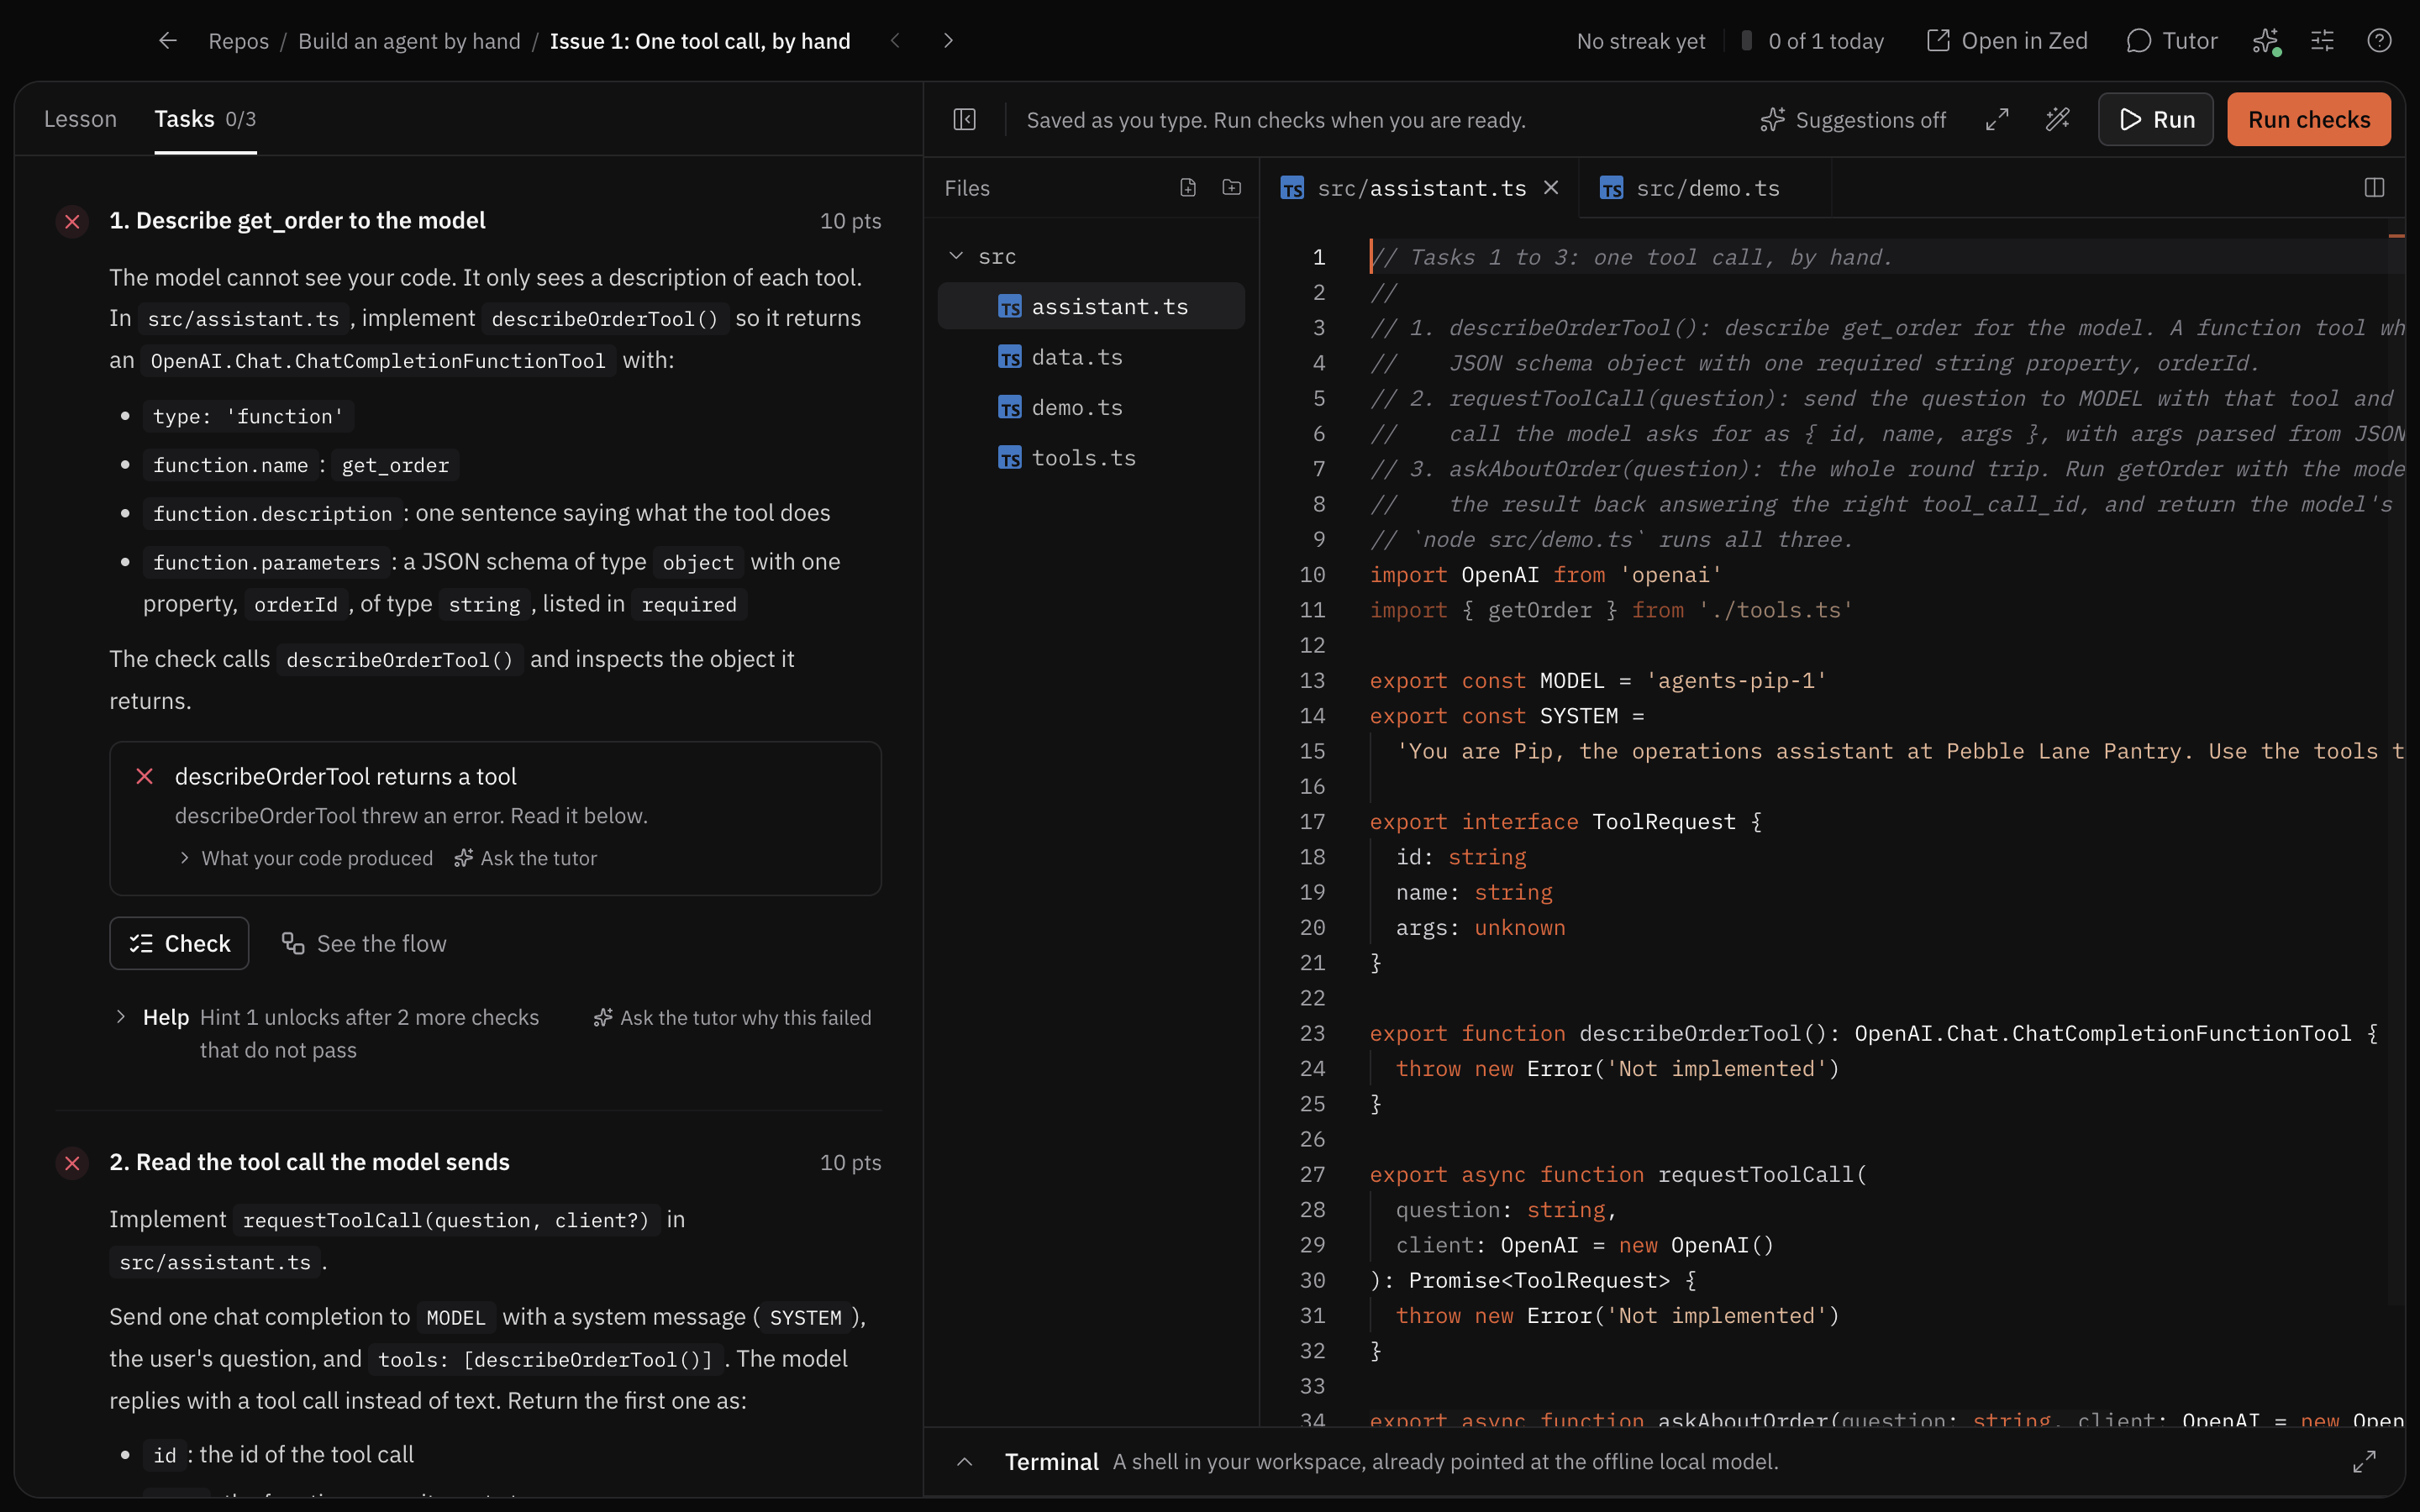 Repos / Build an agent by hand / Issue 1: One tool call, by hand
No streak yet
0 of 1 today
Open in Zed
Tutor
Lesson
Tasks 0/3
1. Describe get_order to the model
10 pts
The model cannot see your code. It only sees a description of each tool.
In src/assistant.ts, implement describeOrderTool() so it returns
an OpenAI.Chat.ChatCompletionFunctionTool with:
• type: 'function'
• function.name: get_order
• function.description: one sentence saying what the tool does
• function.parameters: a JSON schema of type object with one
property, orderId, of type string, listed in required
The check calls describeOrderTool() and inspects the object it
returns.
describeOrderTool returns a tool
describeOrderTool threw an error. Read it below.
What your code produced
Ask the tutor
Check
See the flow
Help Hint 1 unlocks after 2 more checks
that do not pass
Ask the tutor why this failed
2. Read the tool call the model sends
10 pts
Implement requestToolCall(question, client?) in
src/assistant.ts.
Send one chat completion to MODEL with a system message (SYSTEM),
the user's question, and tools: [describeOrderTool()]. The model
replies with a tool call instead of text. Return the first one as:
• id: the id of the tool call
Saved as you type. Run checks when you are ready.
Suggestions off
Run
Run checks
Files
src
TS assistant.ts
TS data.ts
TS demo.ts
TS tools.ts
TS src/assistant.ts
TS src/demo.ts
1 // Tasks 1 to 3: one tool call, by hand.
2 //
3 // 1. describeOrderTool(): describe get_order for the model. A function tool wh
4 //    JSON schema object with one required string property, orderId.
5 // 2. requestToolCall(question): send the question to MODEL with that tool and
6 //    call the model asks for as { id, name, args }, with args parsed from JSON
7 // 3. askAboutOrder(question): the whole round trip. Run getOrder with the mode
8 //    the result back answering the right tool_call_id, and return the model's
9 // `node src/demo.ts` runs all three.
10 import OpenAI from 'openai'
11 import { getOrder } from './tools.ts'
12
13 export const MODEL = 'agents-pip-1'
14 export const SYSTEM =
15   'You are Pip, the operations assistant at Pebble Lane Pantry. Use the tools t
16
17 export interface ToolRequest {
18   id: string
19   name: string
20   args: unknown
21 }
22
23 export function describeOrderTool(): OpenAI.Chat.ChatCompletionFunctionTool {
24   throw new Error('Not implemented')
25 }
26
27 export async function requestToolCall(
28   question: string,
29   client: OpenAI = new OpenAI()
30 ): Promise<ToolRequest> {
31   throw new Error('Not implemented')
32 }
33
34 export async function askAboutOrder(question: string, client: OpenAI = new Open
Terminal A shell in your workspace, already pointed at the offline local model.